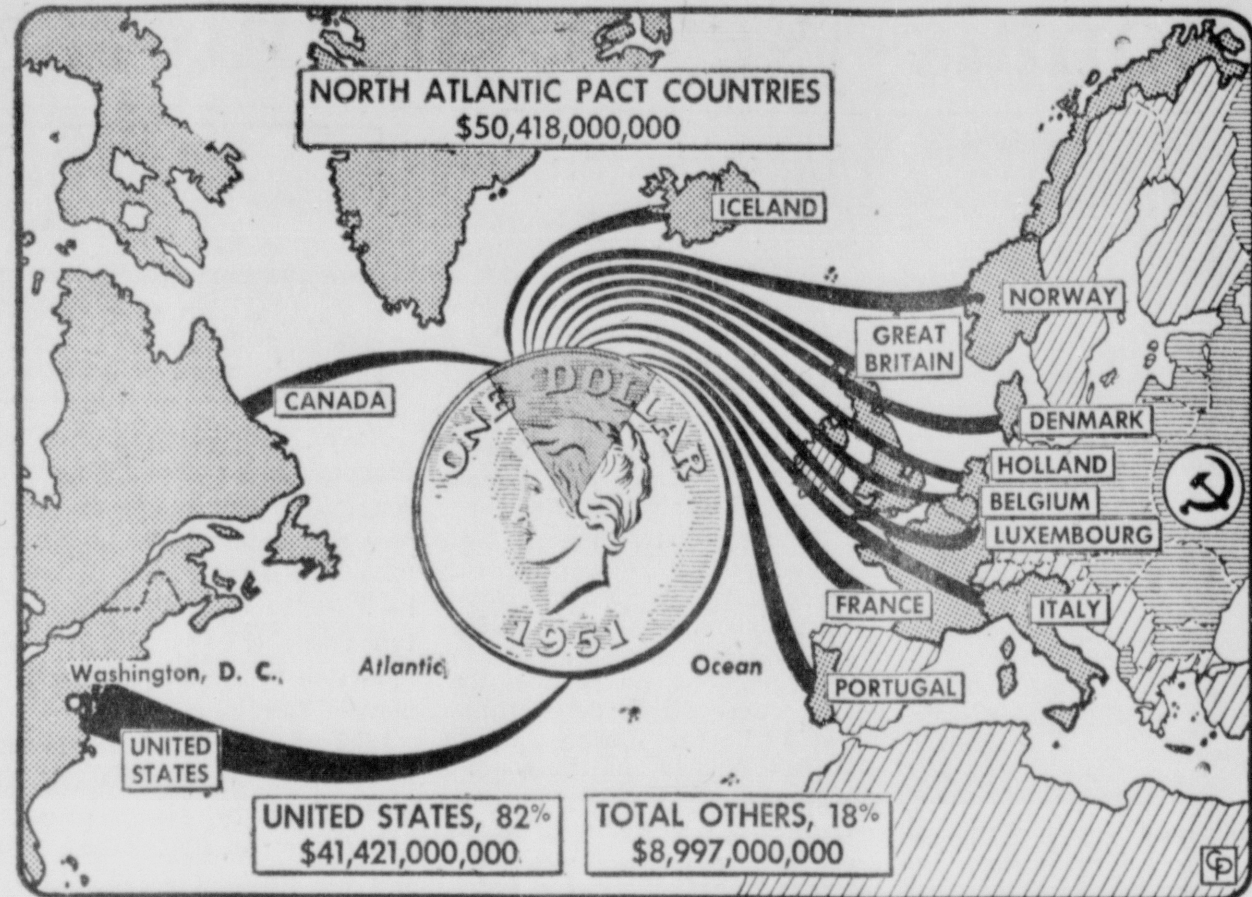 NORTH ATLANTIC PACT COUNTRIES
$50,418,000,000
ICELAND
NORWAY
GREAT
BRITAIN
CANADA
DENMARK
ONE DOLLAR
HOLLAND
BELGIUM
LUXEMBOURG
FRANCE
ITALY
1951
Washington, D. C.
Atlantic
Ocean
PORTUGAL
UNITED
STATES
UNITED STATES, 82%
$41,421,000,000
TOTAL OTHERS, 18%
$8,997,000,000
CP